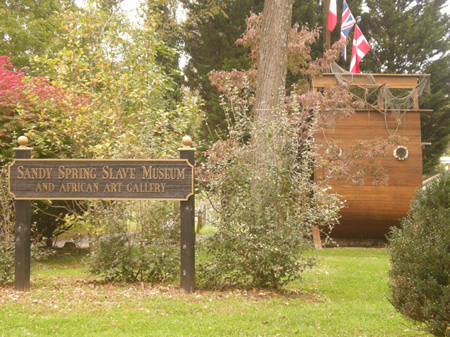 Sandy Spring Slave Museum
and African Art Gallery